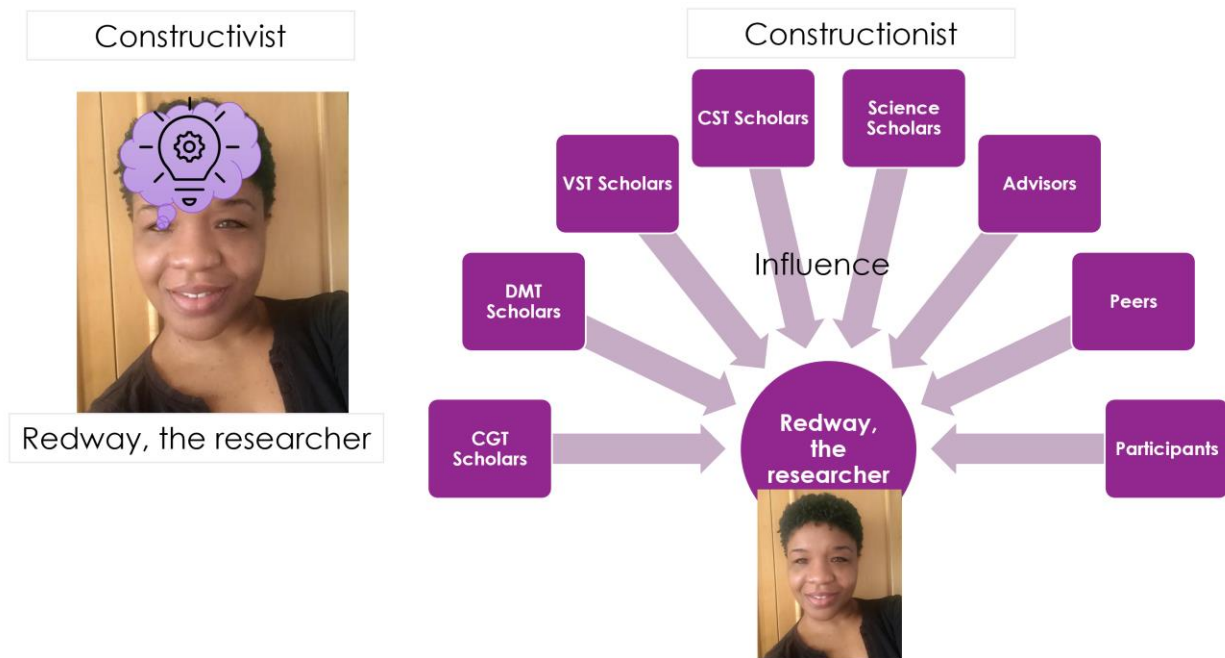 Constructivist
Redway, the researcher
Constructionist
CST Scholars
Science
Scholars
VST Scholars
Advisors
Influence
DMT
Scholars
Peers
CGT
Scholars
Redway,
the
researcher
Participants